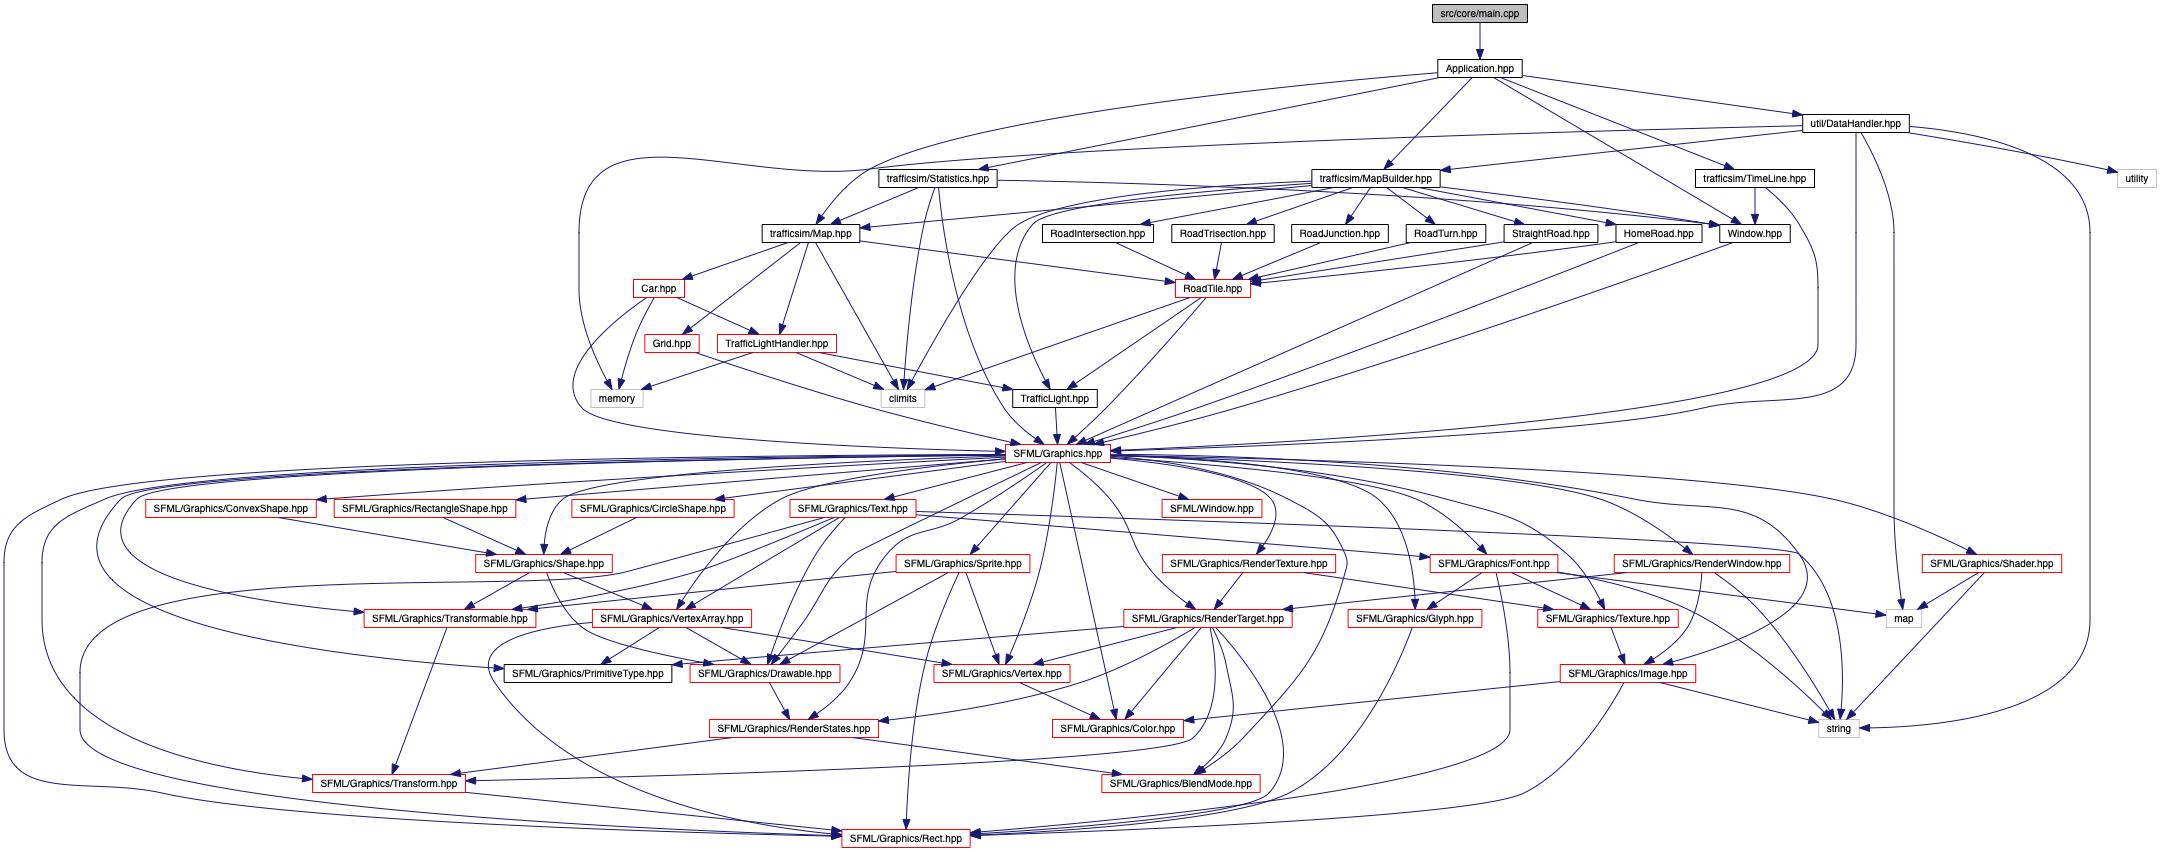 src/core/main.cpp
Application.hpp
util/DataHandler.hpp
trafficsim/Statistics.hpp
trafficsim/MapBuilder.hpp
trafficsim/TimeLine.hpp
utility
trafficsim/Map.hpp
RoadIntersection.hpp
RoadTrisection.hpp
RoadJunction.hpp
RoadTurn.hpp
StraightRoad.hpp
HomeRoad.hpp
Window.hpp
Car.hpp
RoadTile.hpp
Grid.hpp
TrafficLightHandler.hpp
memory
climits
TrafficLight.hpp
SFML/Graphics.hpp
SFML/Graphics/ConvexShape.hpp
SFML/Graphics/RectangleShape.hpp
SFML/Graphics/CircleShape.hpp
SFML/Graphics/Text.hpp
SFML/Window.hpp
SFML/Graphics/Shape.hpp
SFML/Graphics/Sprite.hpp
SFML/Graphics/RenderTexture.hpp
SFML/Graphics/Font.hpp
SFML/Graphics/RenderWindow.hpp
SFML/Graphics/Shader.hpp
SFML/Graphics/Transformable.hpp
SFML/Graphics/VertexArray.hpp
SFML/Graphics/RenderTarget.hpp
SFML/Graphics/Glyph.hpp
SFML/Graphics/Texture.hpp
map
SFML/Graphics/PrimitiveType.hpp
SFML/Graphics/Drawable.hpp
SFML/Graphics/Vertex.hpp
SFML/Graphics/Image.hpp
SFML/Graphics/RenderStates.hpp
SFML/Graphics/Color.hpp
string
SFML/Graphics/Transform.hpp
SFML/Graphics/BlendMode.hpp
SFML/Graphics/Rect.hpp